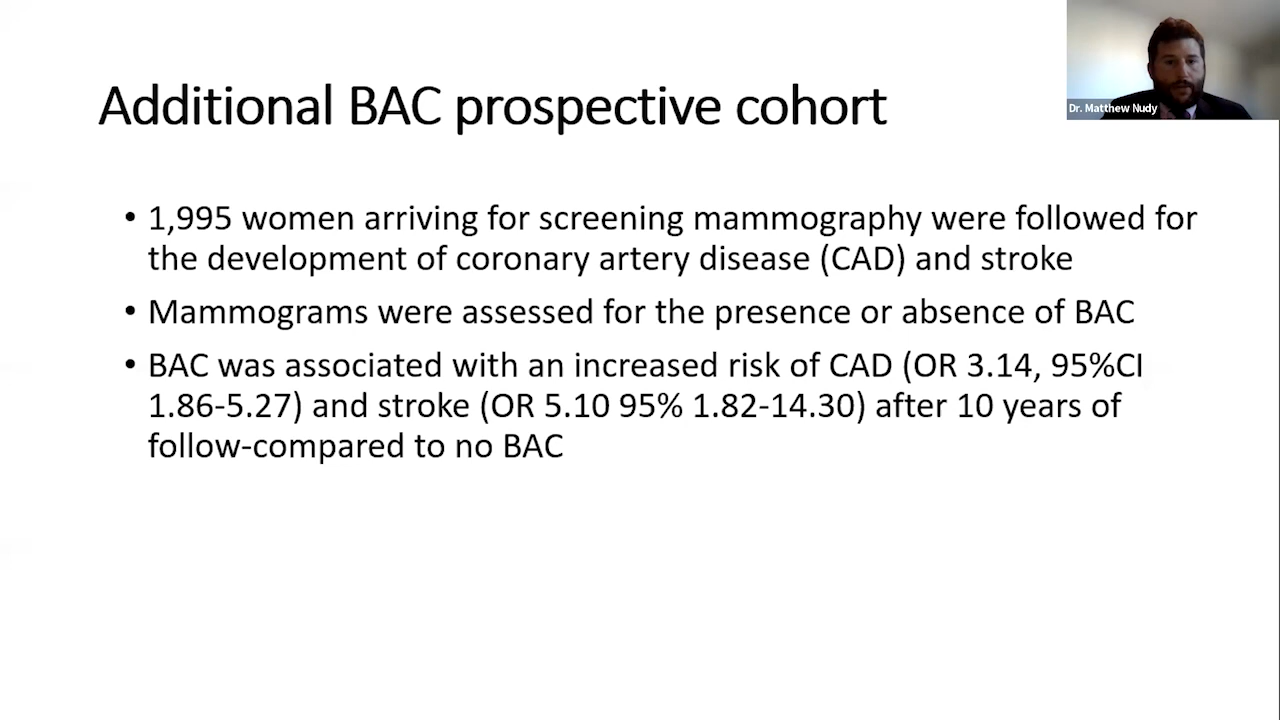 Dr. Matthew Nudy
Additional BAC prospective cohort
• 1,995 women arriving for screening mammography were followed for
the development of coronary artery disease (CAD) and stroke
• Mammograms were assessed for the presence or absence of BAC
• BAC was associated with an increased risk of CAD (OR 3.14, 95%CI
1.86-5.27) and stroke (OR 5.10 95% 1.82-14.30) after 10 years of
follow-compared to no BAC